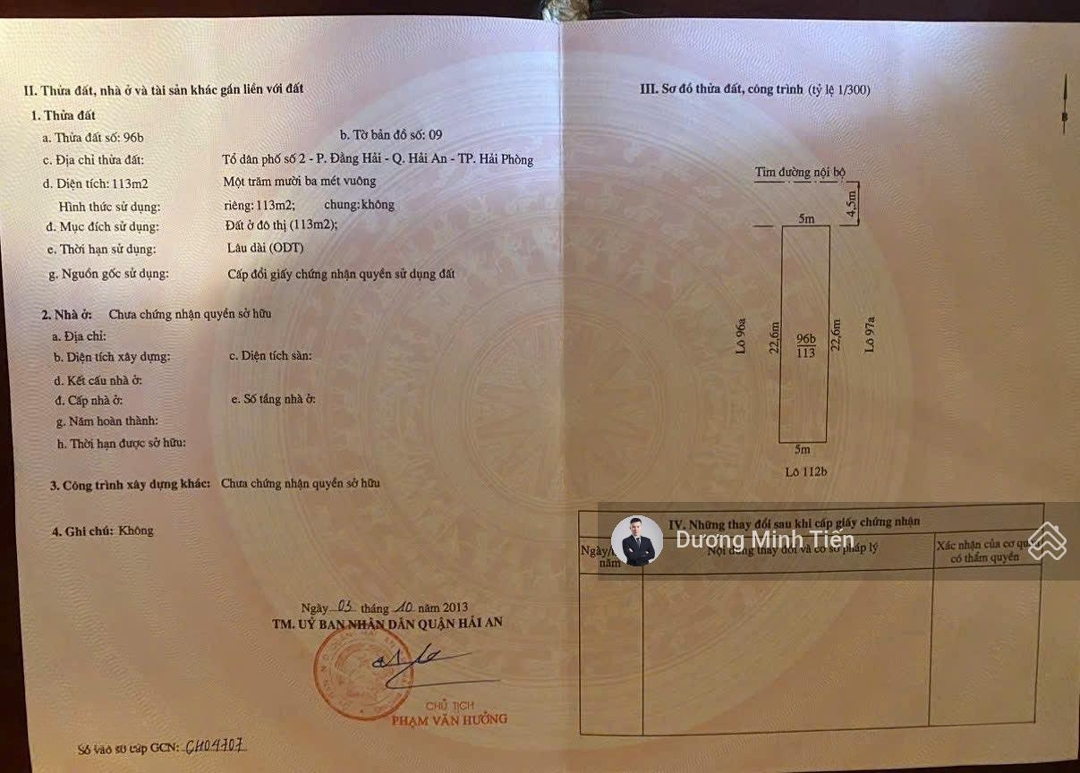 II. Thửa đất, nhà ở và tài sản khác gắn liền với đất
1. Thửa đất
a. Thửa đất số: 96b
b. Tờ bản đồ số: 09
c. Địa chỉ thửa đất: Tổ dân phố số 2 - P. Đằng Hải - Q. Hải An - TP. Hải Phòng
d. Diện tích: 113m2 Một trăm mười ba mét vuông
Hình thức sử dụng: riêng: 113m2; chung: không
đ. Mục đích sử dụng: Đất ở đô thị (113m2);
e. Thời hạn sử dụng: Lâu dài (ODT)
g. Nguồn gốc sử dụng: Cấp đổi giấy chứng nhận quyền sử dụng đất
2. Nhà ở: Chưa chứng nhận quyền sở hữu
a. Địa chỉ:
b. Diện tích xây dựng: c. Diện tích sàn:
d. Kết cấu nhà ở:
đ. Cấp nhà ở: e. Số tầng nhà ở:
g. Năm hoàn thành:
h. Thời hạn được sở hữu:
3. Công trình xây dựng khác: Chưa chứng nhận quyền sở hữu
4. Ghi chú: Không
Ngày 03 tháng 10 năm 2013
TM. UỶ BAN NHÂN DÂN QUẬN HẢI AN
CHỦ TỊCH
PHẠM VĂN HƯỞNG
Số vào sổ cấp GCN: CH04707
III. Sơ đồ thửa đất, công trình (tỷ lệ 1/300)
B
Tim đường nội bộ
4,5m
5m
Lô 96a
22,6m
96b
113
22,6m
Lô 97a
5m
Lô 112b
IV. Những thay đổi sau khi cấp giấy chứng nhận
Dương Minh Tiến
Nội dung thay đổi và cơ sở pháp lý
Xác nhận của cơ quan
có thẩm quyền
năm